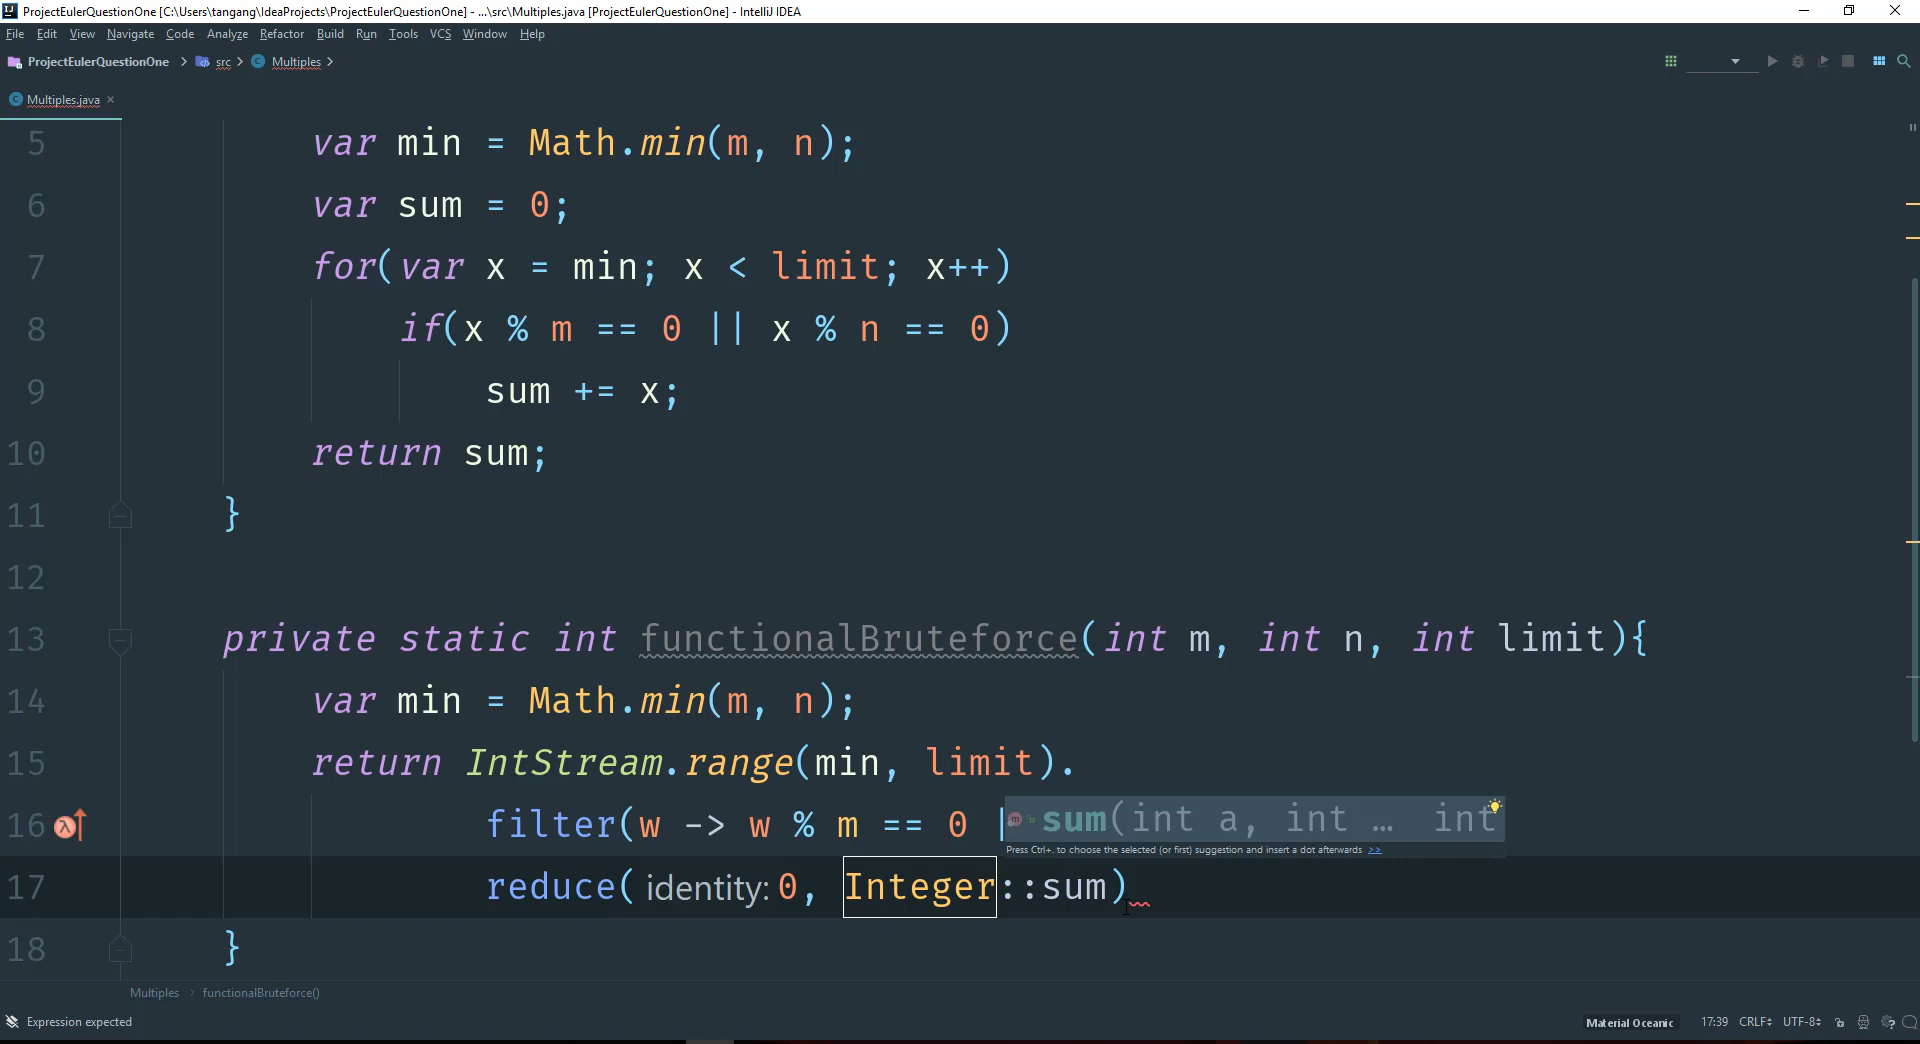 ProjectEulerQuestionOne [C:\Users\tangang\IdeaProjects\ProjectEulerQuestionOne] - ...\src\Multiples.java [ProjectEulerQuestionOne] - IntelliJ IDEA
File Edit View Navigate Code Analyze Refactor Build Run Tools VCS Window Help
ProjectEulerQuestionOne src Multiples
Multiples.java
5 var min = Math.min(m, n);
6 var sum = 0;
7 for(var x = min; x < limit; x++)
8 if(x % m == 0 || x % n == 0)
9 sum += x;
10 return sum;
11 }
12
13 private static int functionalBruteforce(int m, int n, int limit){
14 var min = Math.min(m, n);
15 return IntStream.range(min, limit).
16 filter(w -> w % m == 0 |
sum(int a, int … int
Press Ctrl+. to choose the selected (or first) suggestion and insert a dot afterwards >>
17 reduce( identity: 0, Integer::sum)
18 }
Multiples functionalBruteforce()
Expression expected Material Oceanic 17:39 CRLF UTF-8